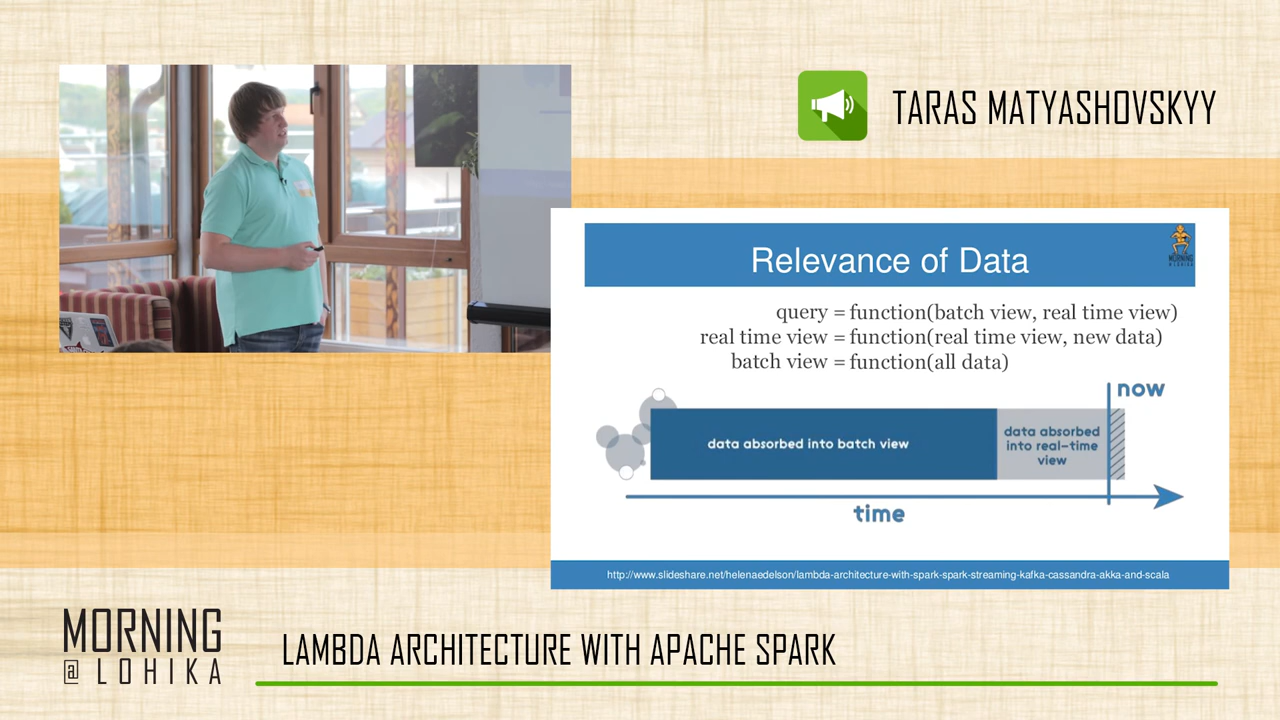 TARAS MATYASHOVSKYY
Relevance of Data
MORNING
@ LOHIKA
query = function(batch view, real time view)
real time view = function(real time view, new data)
batch view = function(all data)
now
data absorbed into batch view
data absorbed
into real-time
view
time
http://www.slideshare.net/helenaedelson/lambda-architecture-with-spark-spark-streaming-kafka-cassandra-akka-and-scala
MORNING
@ LOHIKA
LAMBDA ARCHITECTURE WITH APACHE SPARK